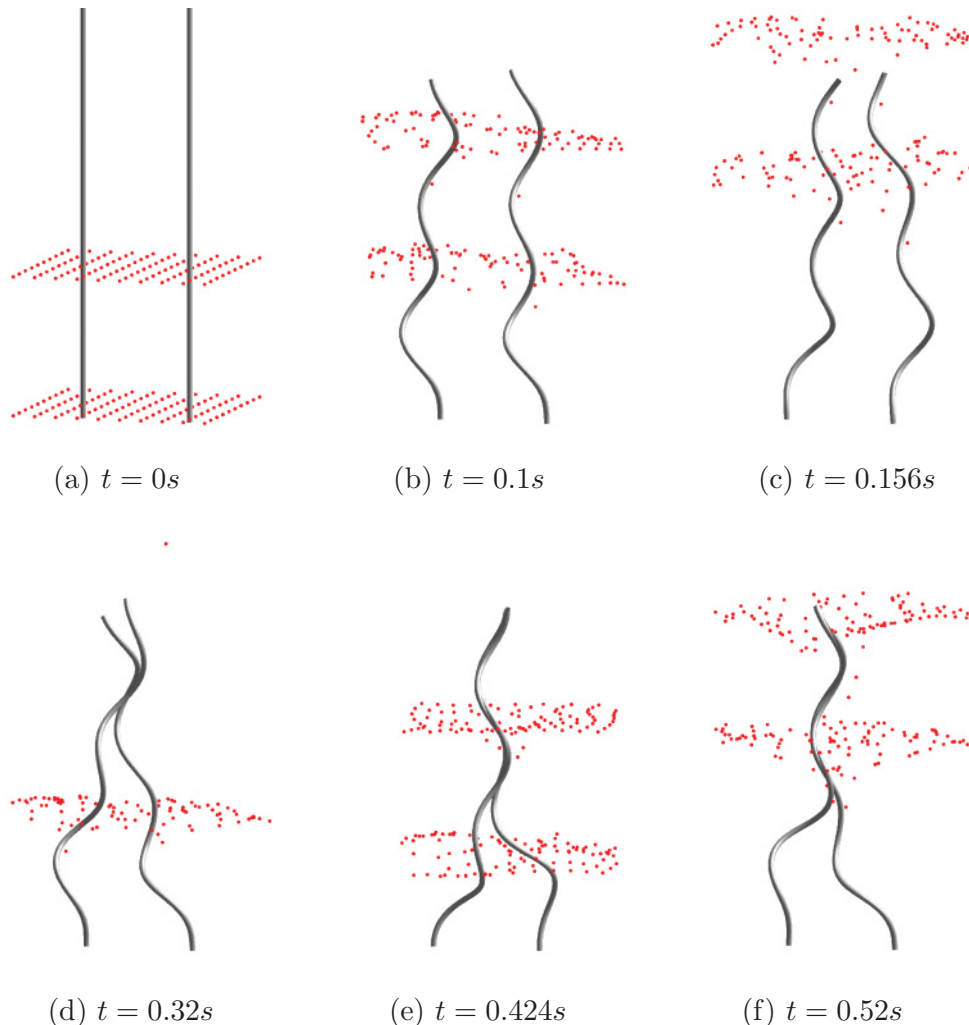 (a) t = 0s
(b) t = 0.1s
(c) t = 0.156s
(d) t = 0.32s
(e) t = 0.424s
(f) t = 0.52s